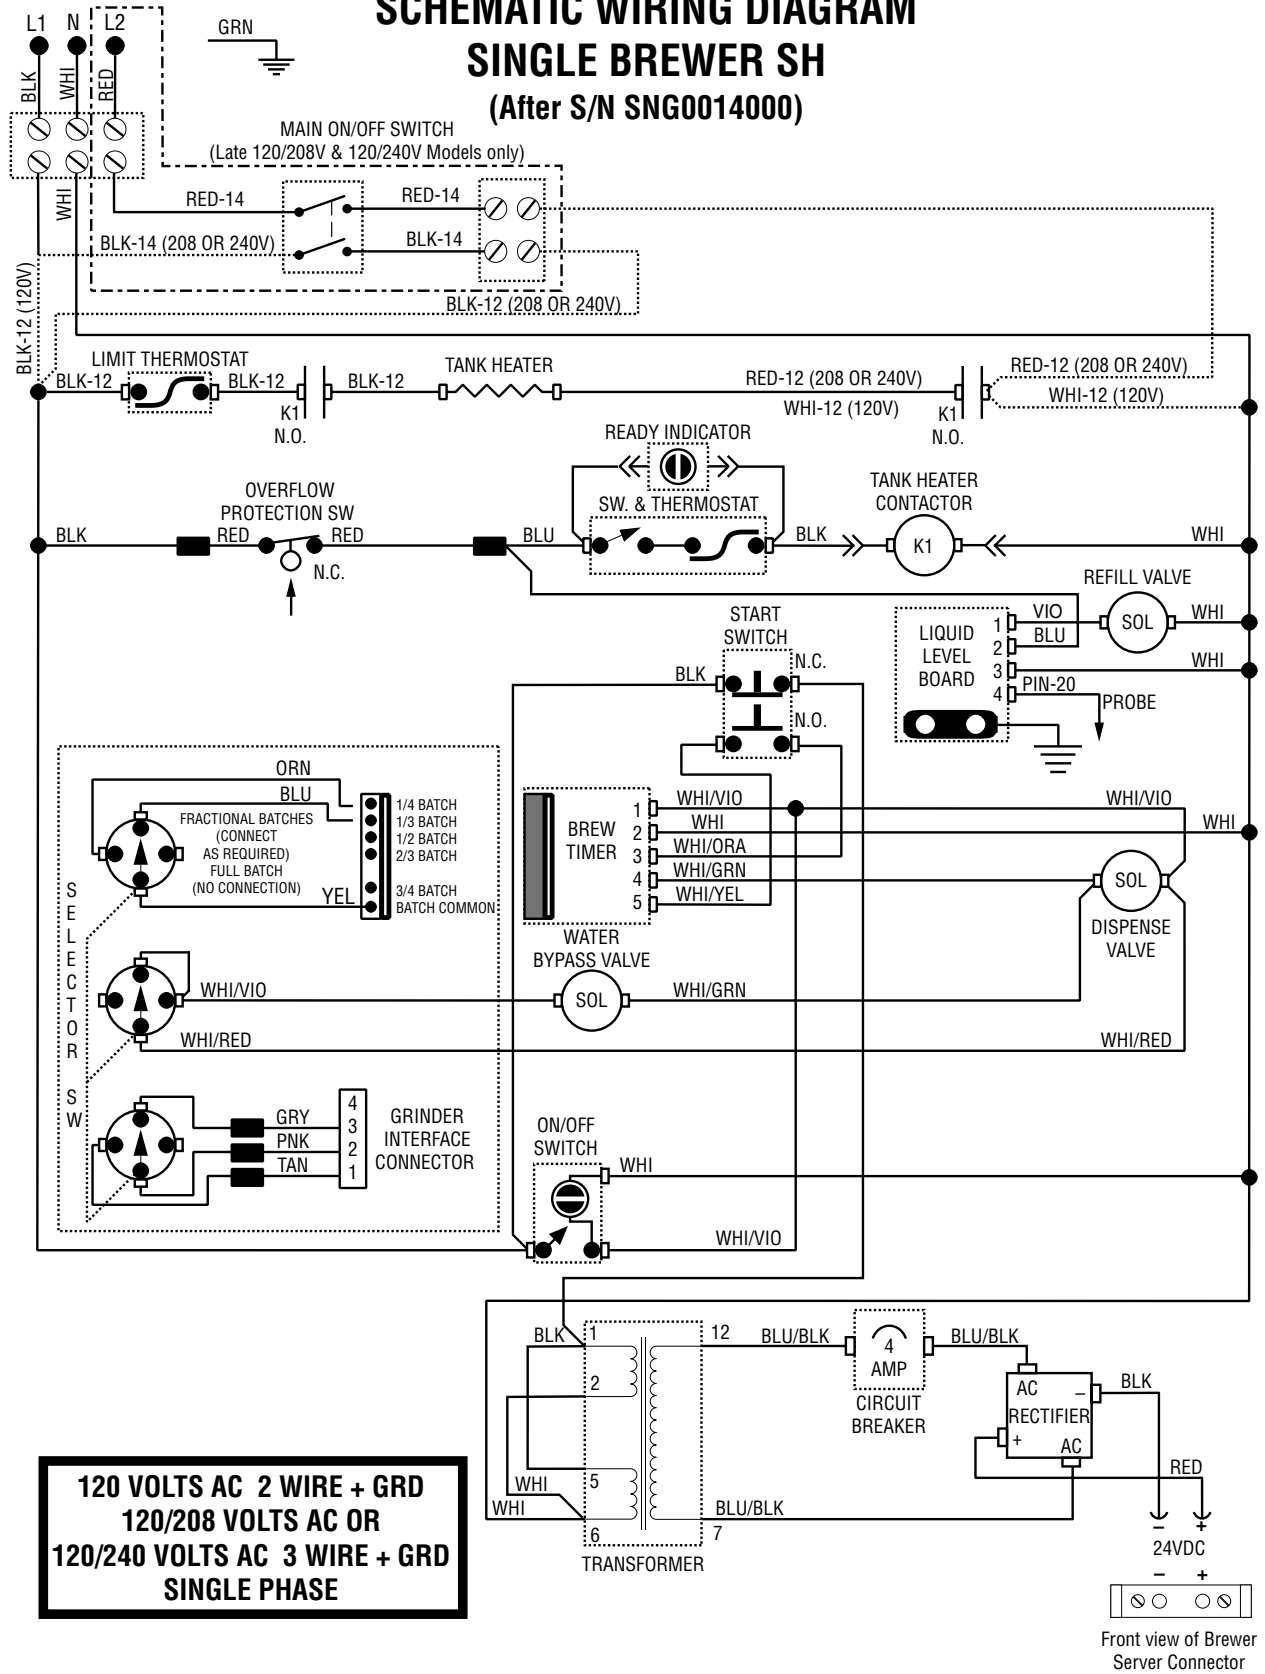 SCHEMATIC WIRING DIAGRAM
SINGLE BREWER SH
(After S/N SNG0014000)
L1 N L2
GRN
BLK
WHI
RED
MAIN ON/OFF SWITCH
(Late 120/208V & 120/240V Models only)
WHI
RED-14
RED-14
BLK-14 (208 OR 240V)
BLK-14
BLK-12 (120V)
BLK-12 (208 OR 240V)
LIMIT THERMOSTAT
TANK HEATER
BLK-12
BLK-12
BLK-12
RED-12 (208 OR 240V)
WHI-12 (120V)
RED-12 (208 OR 240V)
WHI-12 (120V)
K1
N.O.
K1
N.O.
READY INDICATOR
OVERFLOW
PROTECTION SW
SW. & THERMOSTAT
TANK HEATER
CONTACTOR
BLK
RED
RED
BLU
BLK
K1
WHI
N.C.
REFILL VALVE
START
SWITCH
LIQUID
LEVEL
BOARD
1
2
3
4
VIO
BLU
SOL
WHI
WHI
PIN-20
PROBE
BLK
N.C.
N.O.
ORN
BLU
FRACTIONAL BATCHES
(CONNECT
AS REQUIRED)
FULL BATCH
(NO CONNECTION)
YEL
1/4 BATCH
1/3 BATCH
1/2 BATCH
2/3 BATCH
3/4 BATCH
BATCH COMMON
BREW
TIMER
1
2
3
4
5
WHI/VIO
WHI
WHI/ORA
WHI/GRN
WHI/YEL
WHI/VIO
WHI
SOL
DISPENSE
VALVE
SELECTOR SW
WATER
BYPASS VALVE
WHI/VIO
SOL
WHI/GRN
WHI/RED
WHI/RED
GRY
PNK
TAN
4
3
2
1
GRINDER
INTERFACE
CONNECTOR
ON/OFF
SWITCH
WHI
WHI/VIO
BLK
1
2
5
6
WHI
WHI
12
7
BLU/BLK
BLU/BLK
BLU/BLK
TRANSFORMER
4
AMP
CIRCUIT
BREAKER
AC
–
RECTIFIER
+
AC
BLK
RED
– +
24VDC
– +
Front view of Brewer
Server Connector
120 VOLTS AC 2 WIRE + GRD
120/208 VOLTS AC OR
120/240 VOLTS AC 3 WIRE + GRD
SINGLE PHASE